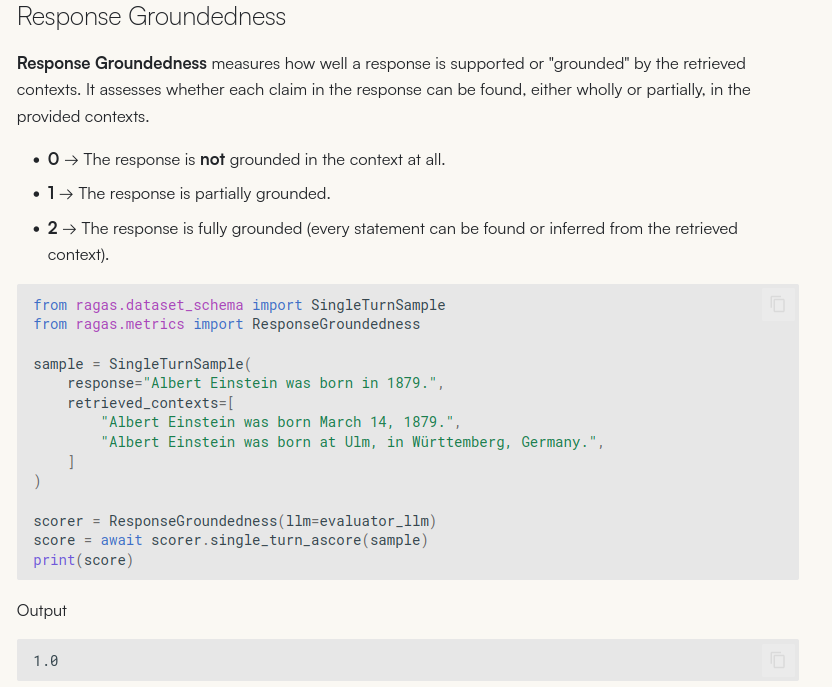 Response Groundedness
Response Groundedness measures how well a response is supported or "grounded" by the retrieved
contexts. It assesses whether each claim in the response can be found, either wholly or partially, in the
provided contexts.
• 0 → The response is not grounded in the context at all.
• 1 → The response is partially grounded.
• 2 → The response is fully grounded (every statement can be found or inferred from the retrieved
context).
from ragas.dataset_schema import SingleTurnSample
from ragas.metrics import ResponseGroundedness

sample = SingleTurnSample(
    response="Albert Einstein was born in 1879.",
    retrieved_contexts=[
        "Albert Einstein was born March 14, 1879.",
        "Albert Einstein was born at Ulm, in Württemberg, Germany.",
    ]
)

scorer = ResponseGroundedness(llm=evaluator_llm)
score = await scorer.single_turn_ascore(sample)
print(score)
Output
1.0